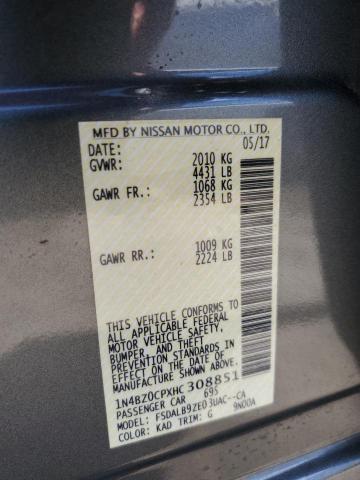 MFD BY NISSAN MOTOR CO., LTD.
DATE: 05/17
GVWR: 2010 KG
4431 LB
GAWR FR.: 1068 KG
2354 LB
GAWR RR.: 1009 KG
2224 LB
THIS VEHICLE CONFORMS TO
ALL APPLICABLE FEDERAL
MOTOR VEHICLE SAFETY,
BUMPER, AND THEFT
PREVENTION STANDARDS IN
EFFECT ON THE DATE OF
MANUFACTURE SHOWN ABOVE.
1N4BZ0CPXHC308851
PASSENGER CAR 695
MODEL: FSDALB9ZE03UAC--CA
COLOR: KAD TRIM: G 9N00A